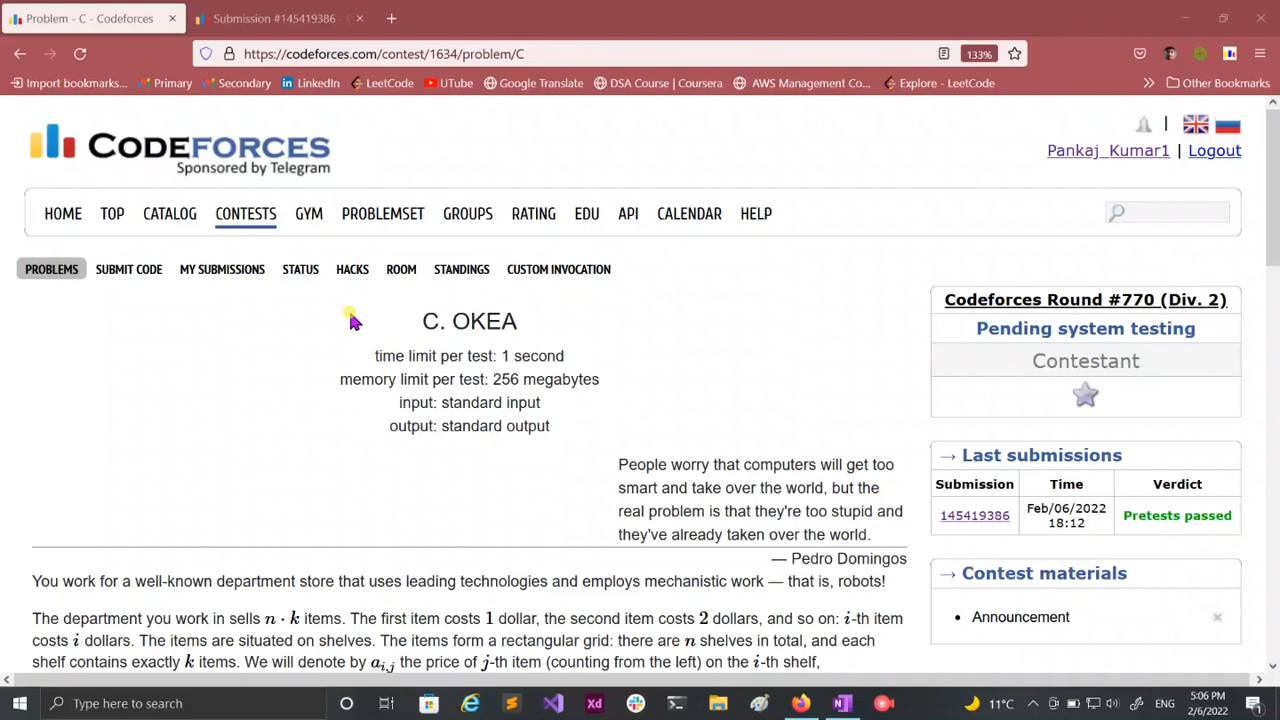 Problem - C - Codeforces
Submission #145419386 -
https://codeforces.com/contest/1634/problem/C
133%
Import bookmarks...
Primary
Secondary
LinkedIn
LeetCode
UTube
Google Translate
DSA Course | Coursera
AWS Management Co...
Explore - LeetCode
Other Bookmarks
CODEFORCES
Sponsored by Telegram
Pankaj_Kumar1 | Logout
HOME TOP CATALOG CONTESTS GYM PROBLEMSET GROUPS RATING EDU API CALENDAR HELP
PROBLEMS SUBMIT CODE MY SUBMISSIONS STATUS HACKS ROOM STANDINGS CUSTOM INVOCATION
C. OKEA
time limit per test: 1 second
memory limit per test: 256 megabytes
input: standard input
output: standard output
People worry that computers will get too
smart and take over the world, but the
real problem is that they're too stupid and
they've already taken over the world.
— Pedro Domingos
You work for a well-known department store that uses leading technologies and employs mechanistic work — that is, robots!
The department you work in sells n · k items. The first item costs 1 dollar, the second item costs 2 dollars, and so on: i-th item
costs i dollars. The items are situated on shelves. The items form a rectangular grid: there are n shelves in total, and each
shelf contains exactly k items. We will denote by a_{i,j} the price of j-th item (counting from the left) on the i-th shelf,
Codeforces Round #770 (Div. 2)
Pending system testing
Contestant
→ Last submissions
Submission Time Verdict
145419386 Feb/06/2022 18:12 Pretests passed
→ Contest materials
Announcement
Type here to search
11°C
ENG
5:06 PM
2/6/2022